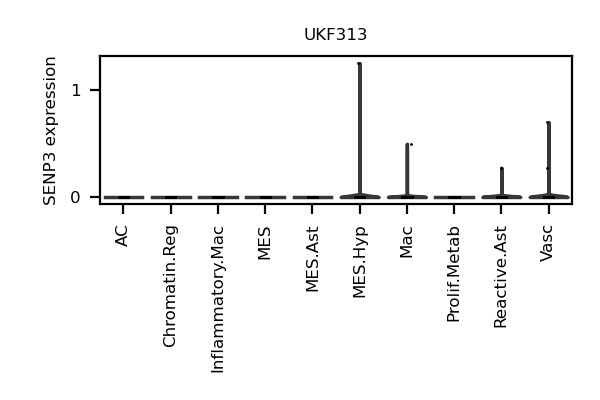 UKF313
SENP3 expression
1
0
AC
Chromatin.Reg
Inflammatory.Mac
MES
MES.Ast
MES.Hyp
Mac
Prolif.Metab
Reactive.Ast
Vasc